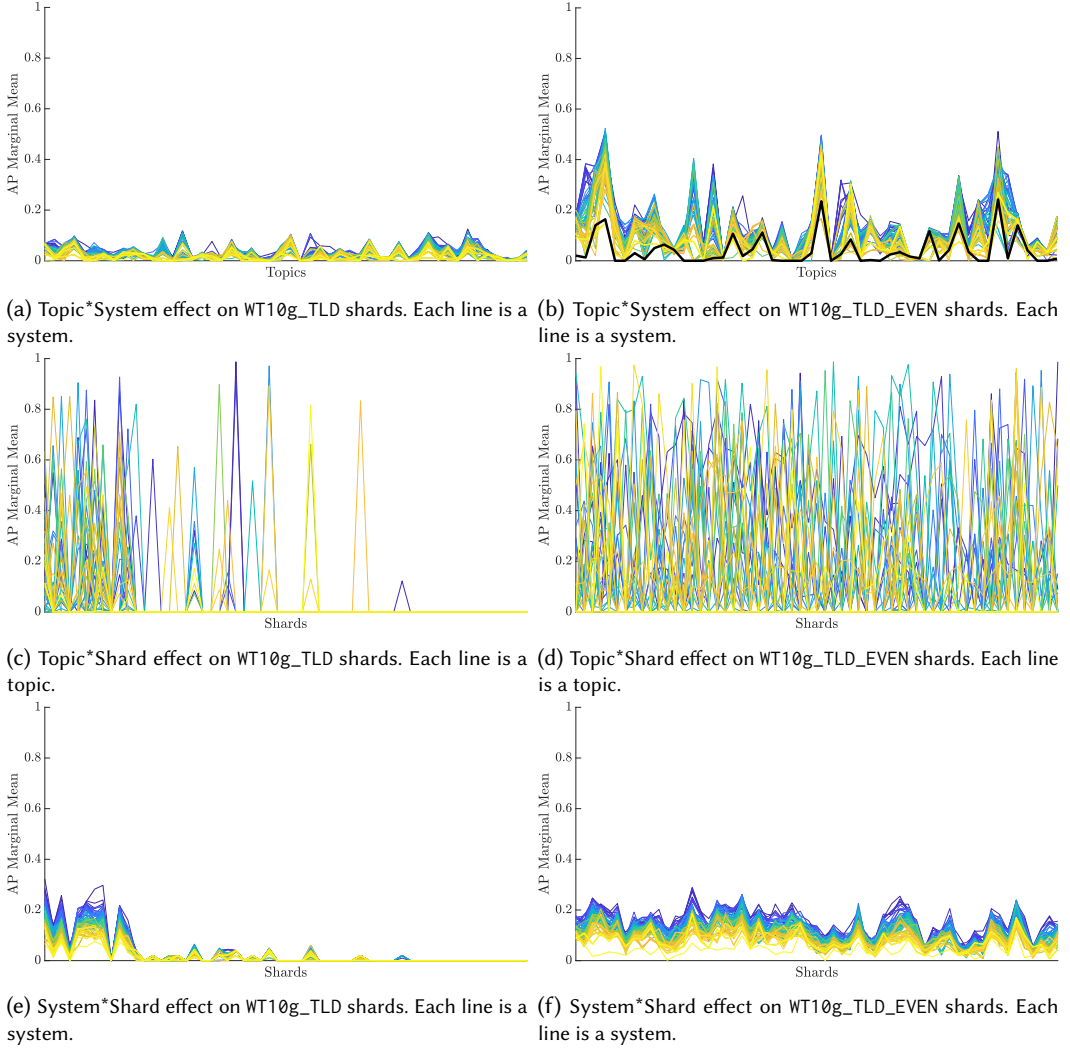 1
0.8
0.6
0.4
0.2
0
AP Marginal Mean
Topics
(a) Topic*System effect on WT10g_TLD shards. Each line is a
system.
1
0.8
0.6
0.4
0.2
0
AP Marginal Mean
Topics
(b) Topic*System effect on WT10g_TLD_EVEN shards. Each
line is a system.
1
0.8
0.6
0.4
0.2
0
AP Marginal Mean
Shards
(c) Topic*Shard effect on WT10g_TLD shards. Each line is a
topic.
1
0.8
0.6
0.4
0.2
0
AP Marginal Mean
Shards
(d) Topic*Shard effect on WT10g_TLD_EVEN shards. Each line
is a topic.
1
0.8
0.6
0.4
0.2
0
AP Marginal Mean
Shards
(e) System*Shard effect on WT10g_TLD shards. Each line is a
system.
1
0.8
0.6
0.4
0.2
0
AP Marginal Mean
Shards
(f) System*Shard effect on WT10g_TLD_EVEN shards. Each
line is a system.